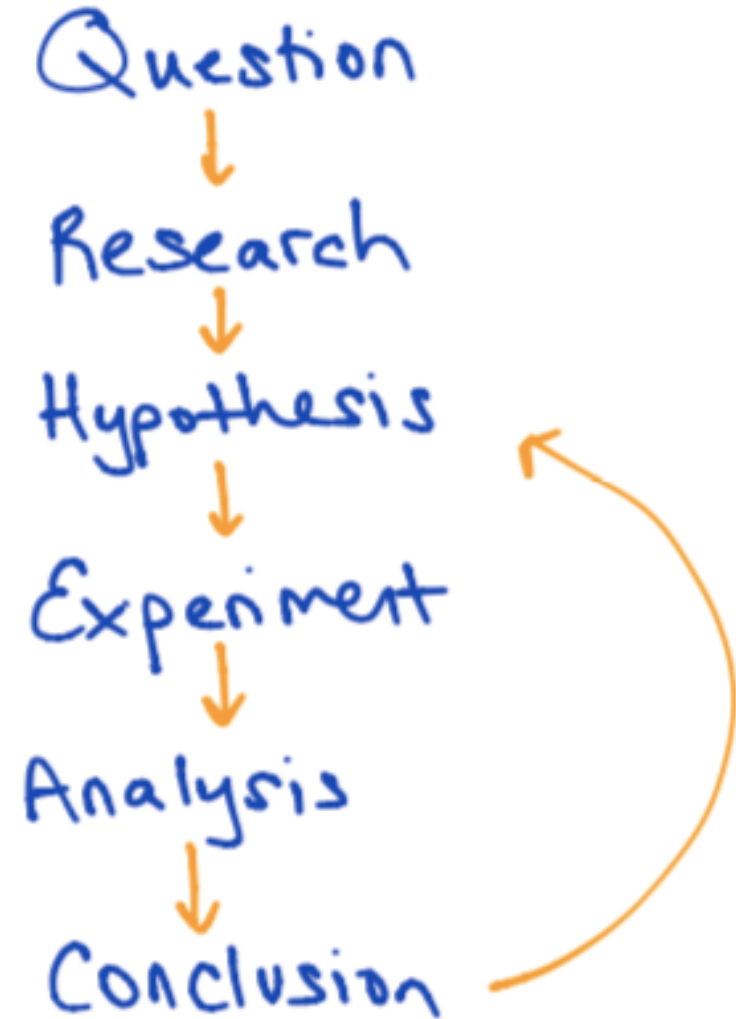 Question
Research
Hypothesis
Experiment
Analysis
Conclusion